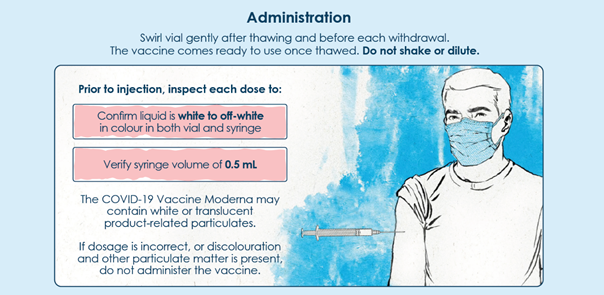 Administration
Swirl vial gently after thawing and before each withdrawal.
The vaccine comes ready to use once thawed. Do not shake or dilute.
Prior to injection, inspect each dose to:
Confirm liquid is white to off-white
in colour in both vial and syringe
Verify syringe volume of 0.5 mL
The COVID-19 Vaccine Moderna may
contain white or translucent
product-related particulates.
If dosage is incorrect, or discolouration
and other particulate matter is present,
do not administer the vaccine.